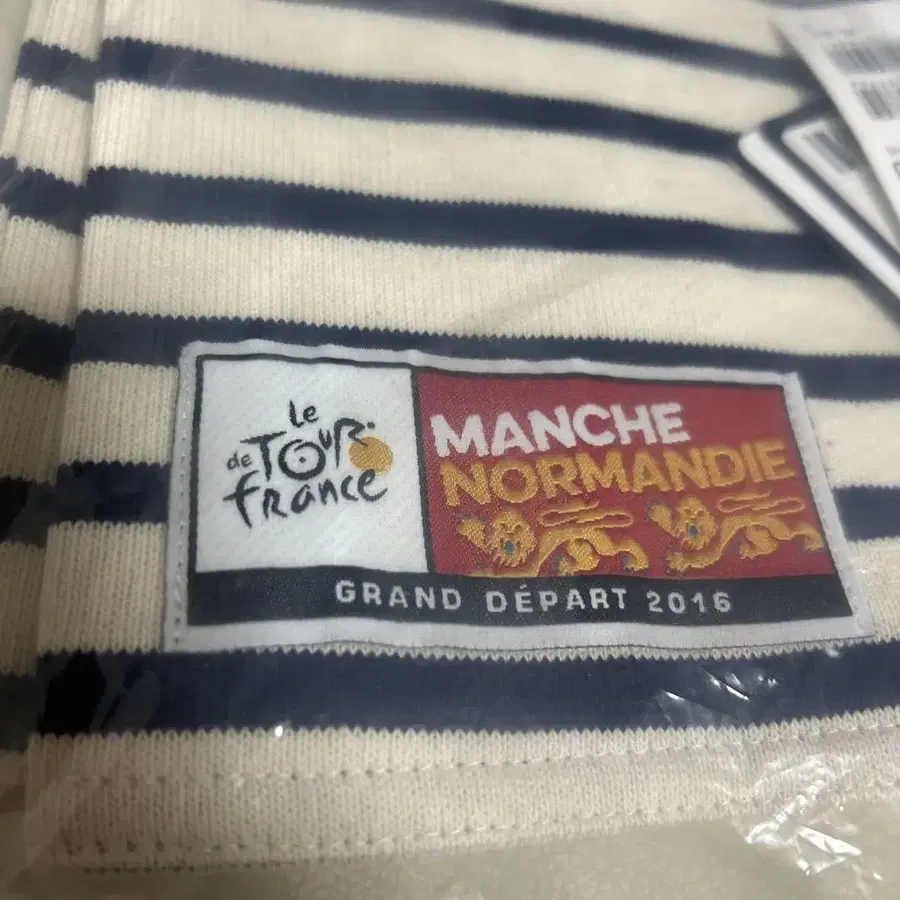 Le
de TOUR
france
MANCHE
NORMANDIE
GRAND DÉPART 2016